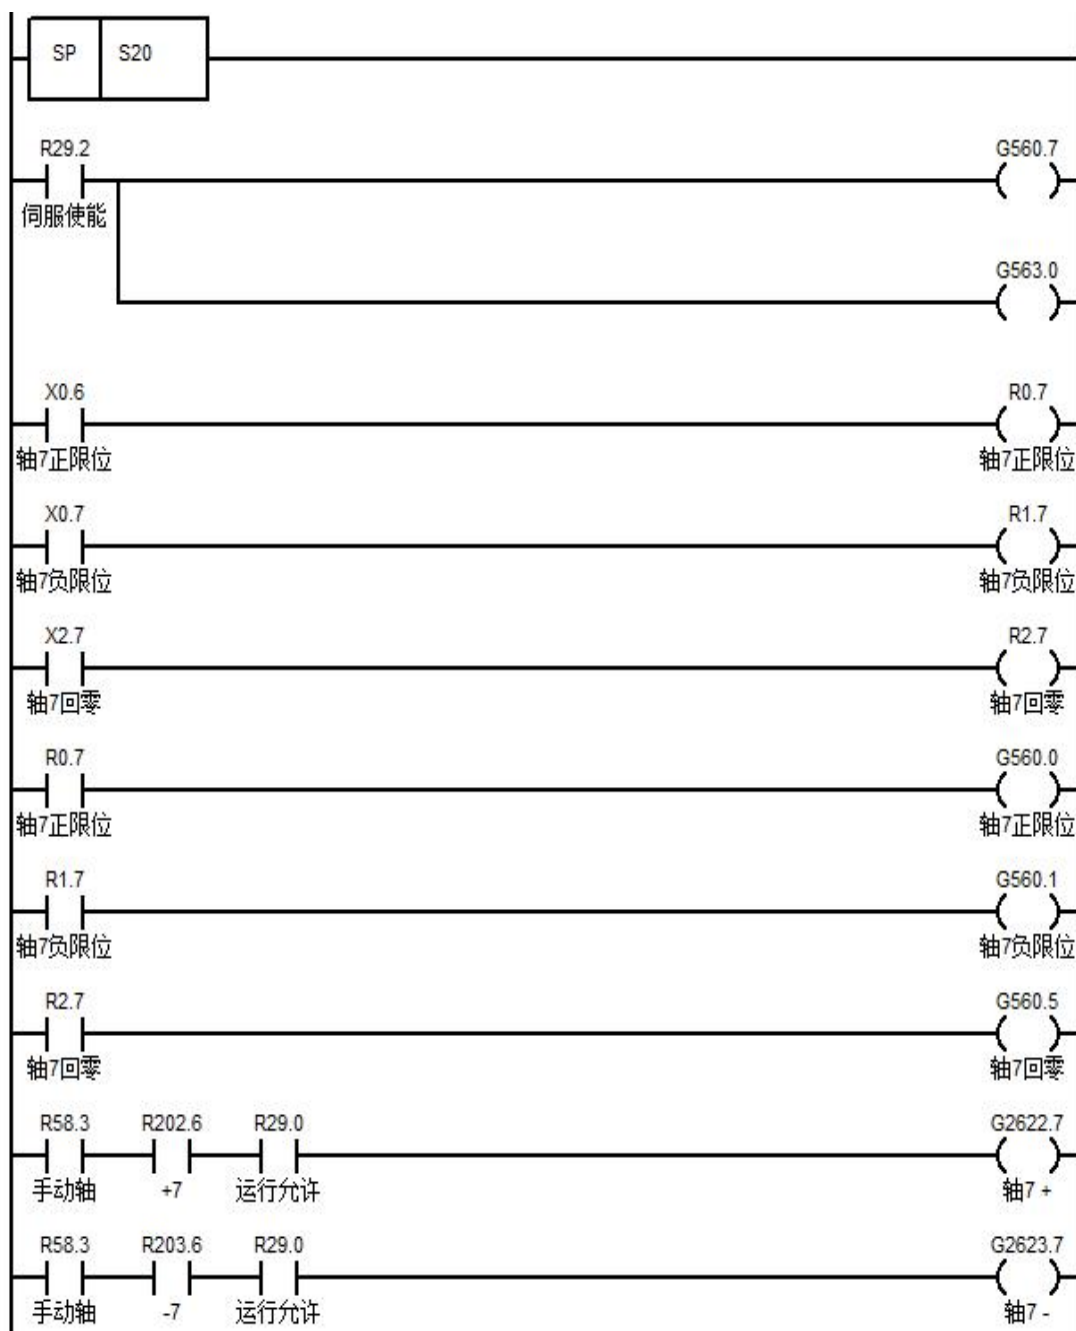 SP S20
R29.2 G560.7
伺服使能
G563.0
X0.6 R0.7
轴7正限位 轴7正限位
X0.7 R1.7
轴7负限位 轴7负限位
X2.7 R2.7
轴7回零 轴7回零
R0.7 G560.0
轴7正限位 轴7正限位
R1.7 G560.1
轴7负限位 轴7负限位
R2.7 G560.5
轴7回零 轴7回零
R58.3 R202.6 R29.0 G2622.7
手动轴 +7 运行允许 轴7 +
R58.3 R203.6 R29.0 G2623.7
手动轴 -7 运行允许 轴7 -